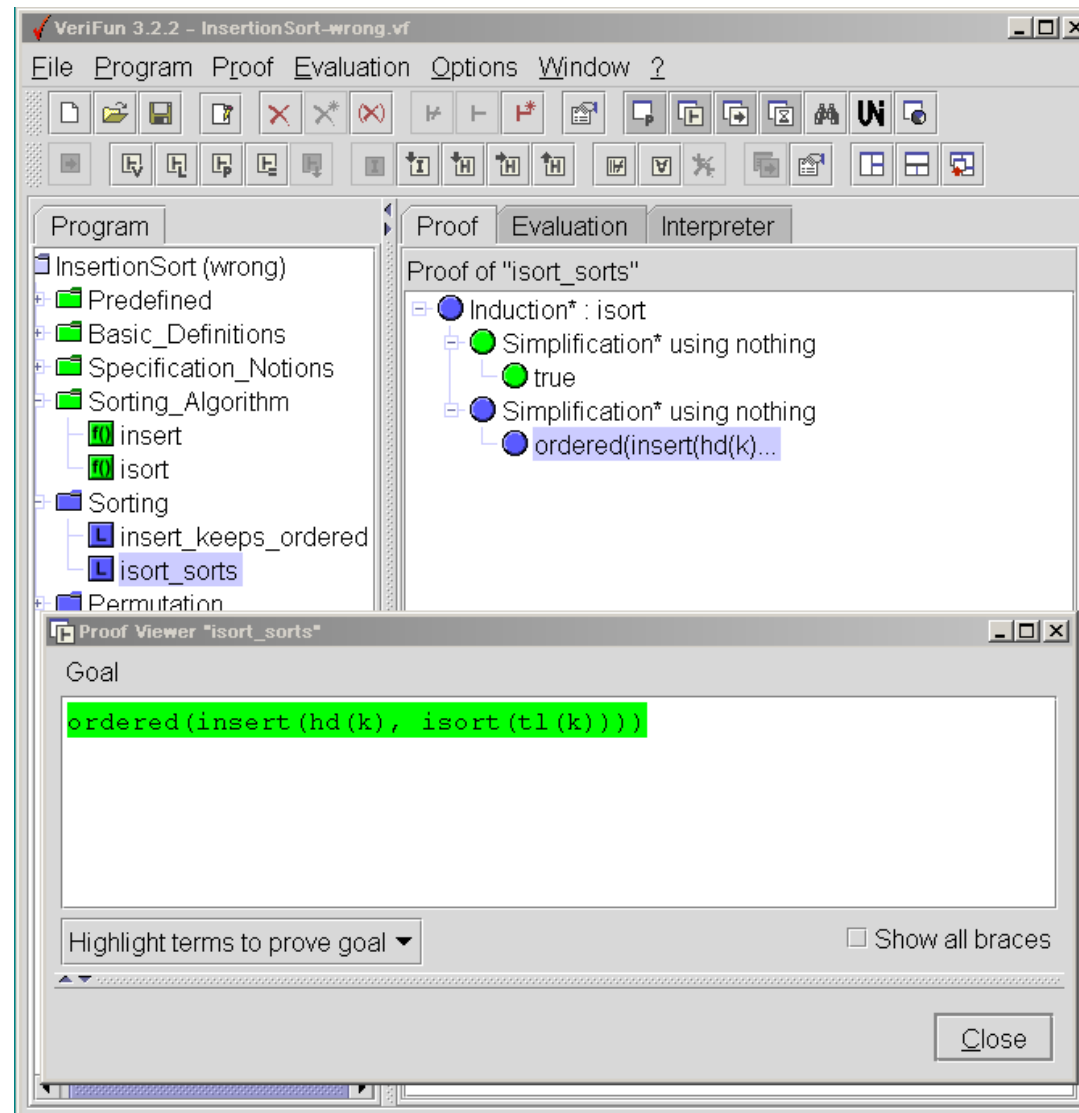 VeriFun 3.2.2 - InsertionSort-wrong.vf
File Program Proof Evaluation Options Window ?
Program
InsertionSort (wrong)
Predefined
Basic_Definitions
Specification_Notions
Sorting_Algorithm
f() insert
f() isort
Sorting
L insert_keeps_ordered
L isort_sorts
Permutation
Proof Evaluation Interpreter
Proof of "isort_sorts"
Induction* : isort
Simplification* using nothing
true
Simplification* using nothing
ordered(insert(hd(k)...
Proof Viewer "isort_sorts"
Goal
ordered(insert(hd(k), isort(tl(k))))
Highlight terms to prove goal
Show all braces
Close